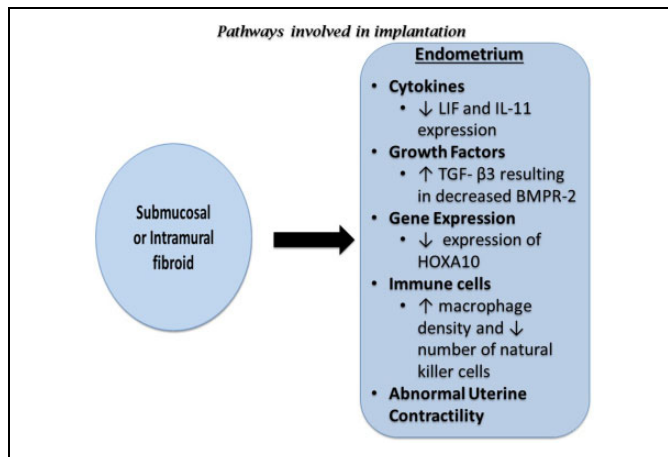 Pathways involved in implantation
Submucosal
or Intramural
fibroid
Endometrium
• Cytokines
• ↓ LIF and IL-11
expression
• Growth Factors
• ↑ TGF- β3 resulting
in decreased BMPR-2
• Gene Expression
• ↓ expression of
HOXA10
• Immune cells
• ↑ macrophage
density and ↓
number of natural
killer cells
• Abnormal Uterine
Contractility